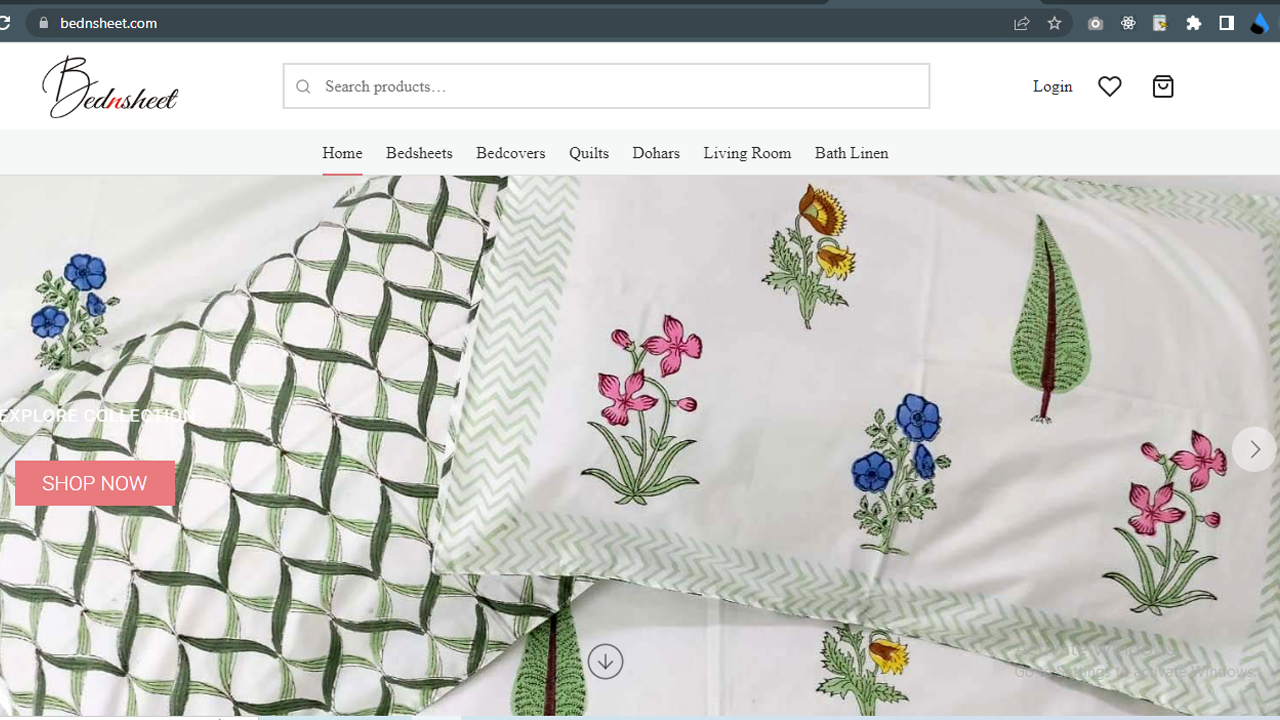 bednsheet.com
Bednsheet
Search products...
Login
Home Bedsheets Bedcovers Quilts Dohars Living Room Bath Linen
EXPLORE COLLECTION
SHOP NOW
Activate Windows
Go to Settings to activate Windows.